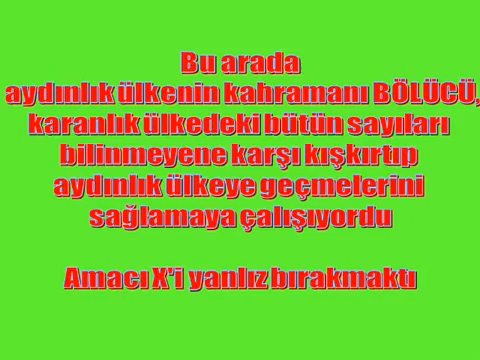 Bu arada
aydınlık ülkenin kahramanı BÖLÜCÜ,
karanlık ülkedeki bütün sayıları
bilinmeyene karşı kışkırtıp
aydınlık ülkeye geçmelerini
sağlamaya çalışıyordu
Amacı X'i yanlız bırakmaktı